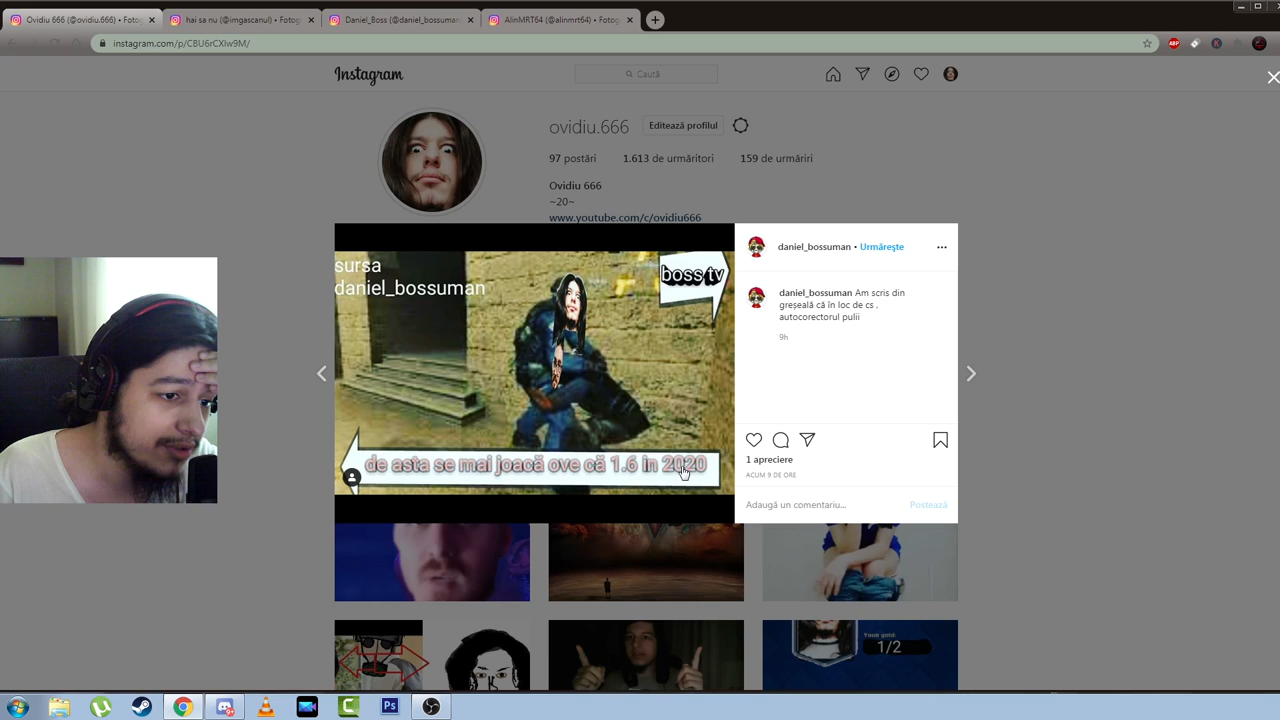 Ovidiu 666 (@ovidiu.666) • Fotog
hai sa nu (@imgascanul) • Fotog
Daniel_Boss (@daniel_bossuman
AlinMRT64 (@alinmrt64) • Fotog
instagram.com/p/CBU6rCXIw9M/
ABP
Instagram
Caută
ovidiu.666
Editează profilul
97 postări
1.613 de urmăritori
159 de urmăriri
Ovidiu 666
~20~
www.youtube.com/c/ovidiu666
sursa
daniel_bossuman
boss tv
de asta se mai joacă ove că 1.6 in 2020
daniel_bossuman • Urmărește
daniel_bossuman Am scris din
greșeală că în loc de cs ,
autocorectorul pulii
9h
1 apreciere
ACUM 9 DE ORE
Adaugă un comentariu...
Postează
1/2
Ps